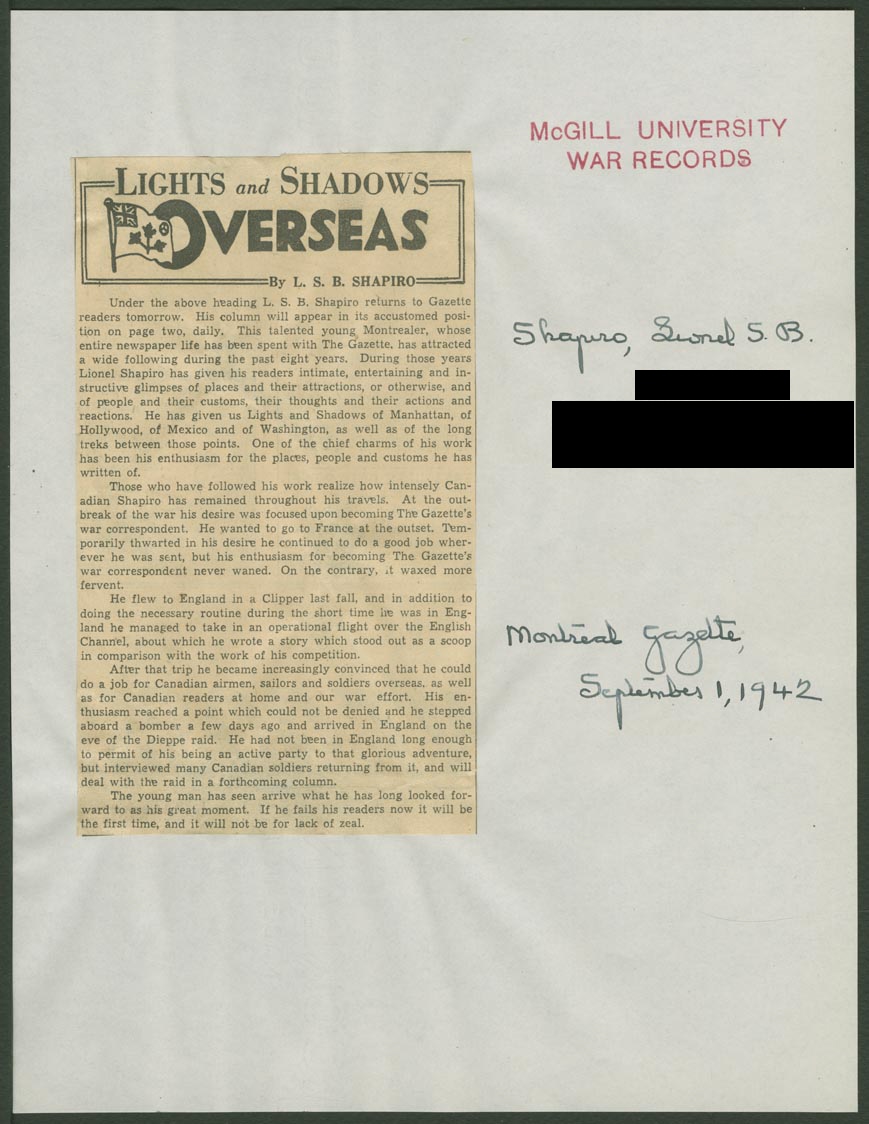 McGILL UNIVERSITY
WAR RECORDS
LIGHTS and SHADOWS
OVERSEAS
By L. S. B. SHAPIRO
Under the above heading L. S. B. Shapiro returns to Gazette
readers tomorrow. His column will appear in its accustomed posi-
tion on page two, daily. This talented young Montrealer, whose
entire newspaper life has been spent with The Gazette, has attracted
a wide following during the past eight years. During those years
Lionel Shapiro has given his readers intimate, entertaining and in-
structive glimpses of places and their attractions, or otherwise, and
of people and their customs, their thoughts and their actions and
reactions. He has given us Lights and Shadows of Manhattan, of
Hollywood, of Mexico and of Washington, as well as of the long
treks between those points. One of the chief charms of his work
has been his enthusiasm for the places, people and customs he has
written of.
Those who have followed his work realize how intensely Can-
adian Shapiro has remained throughout his travels. At the out-
break of the war his desire was focused upon becoming The Gazette's
war correspondent. He wanted to go to France at the outset. Tem-
porarily thwarted in his desire he continued to do a good job wher-
ever he was sent, but his enthusiasm for becoming The Gazette's
war correspondent never waned. On the contrary, it waxed more
fervent.
He flew to England in a Clipper last fall, and in addition to
doing the necessary routine during the short time he was in Eng-
land he managed to take in an operational flight over the English
Channel, about which he wrote a story which stood out as a scoop
in comparison with the work of his competition.
After that trip he became increasingly convinced that he could
do a job for Canadian airmen, sailors and soldiers overseas, as well
as for Canadian readers at home and our war effort. His en-
thusiasm reached a point which could not be denied and he stepped
aboard a bomber a few days ago and arrived in England on the
eve of the Dieppe raid. He had not been in England long enough
to permit of his being an active party to that glorious adventure,
but interviewed many Canadian soldiers returning from it, and will
deal with the raid in a forthcoming column.
The young man has seen arrive what he has long looked for-
ward to as his great moment. If he fails his readers now it will be
the first time, and it will not be for lack of zeal.
Shapiro, Lionel S. B.
Montreal Gazette,
September 1, 1942